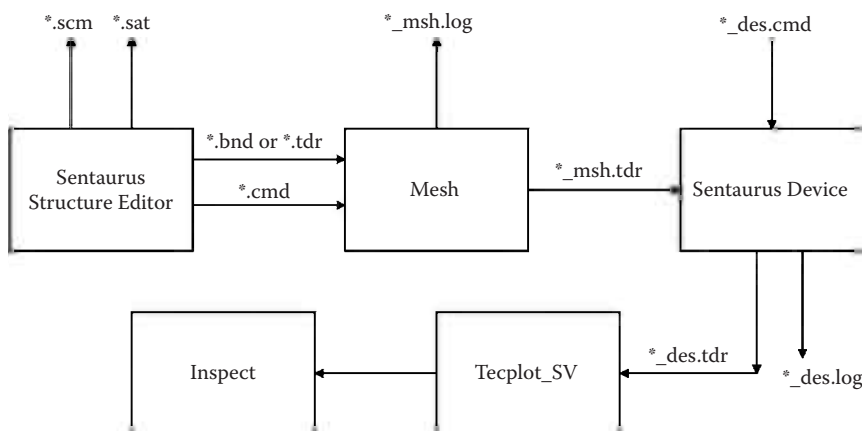 *.scm
*.sat
*_msh.log
*_des.cmd
*.bnd or *.tdr
Sentaurus
Structure Editor
*.cmd
Mesh
*_msh.tdr
Sentaurus Device
*_des.tdr
*_des.log
Inspect
Tecplot_SV